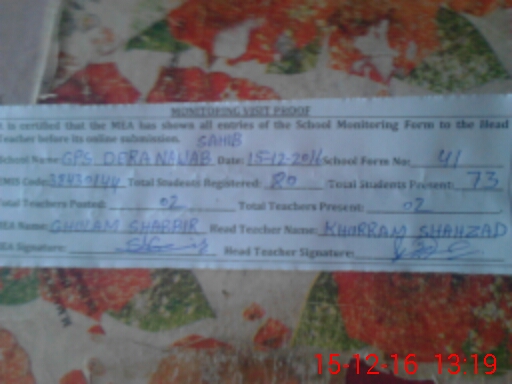 MONITORING VISIT PROOF
is certified that the MEA has shown all entries of the School Monitoring Form to the Head
Teacher before its online submission. SAHIB
School Name: GPS DERA NAWAB Date: 15-12-2016 School Form No: 41
EMIS Code: Total Students Registered: 80 Total Students Present: 73
Total Teachers Posted: 02 Total Teachers Present: 02
MEA Name: GHULAM SHABBIR Head Teacher Name: KHURRAM SHAHZAD
MEA Signature: Head Teacher Signature:
15-12-16 13:19